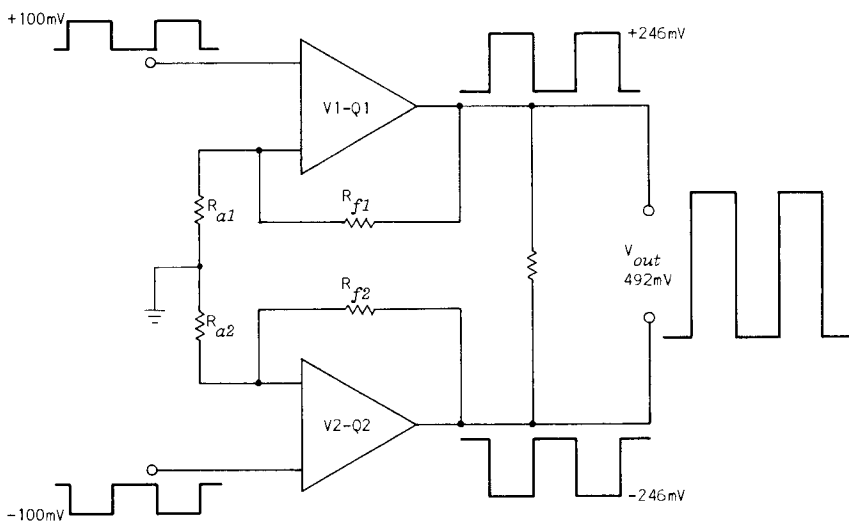 +100mV
+246mV
V1-Q1
Rf1
Ra1
Vout
492mV
Rf2
Ra2
V2-Q2
-100mV
-246mV